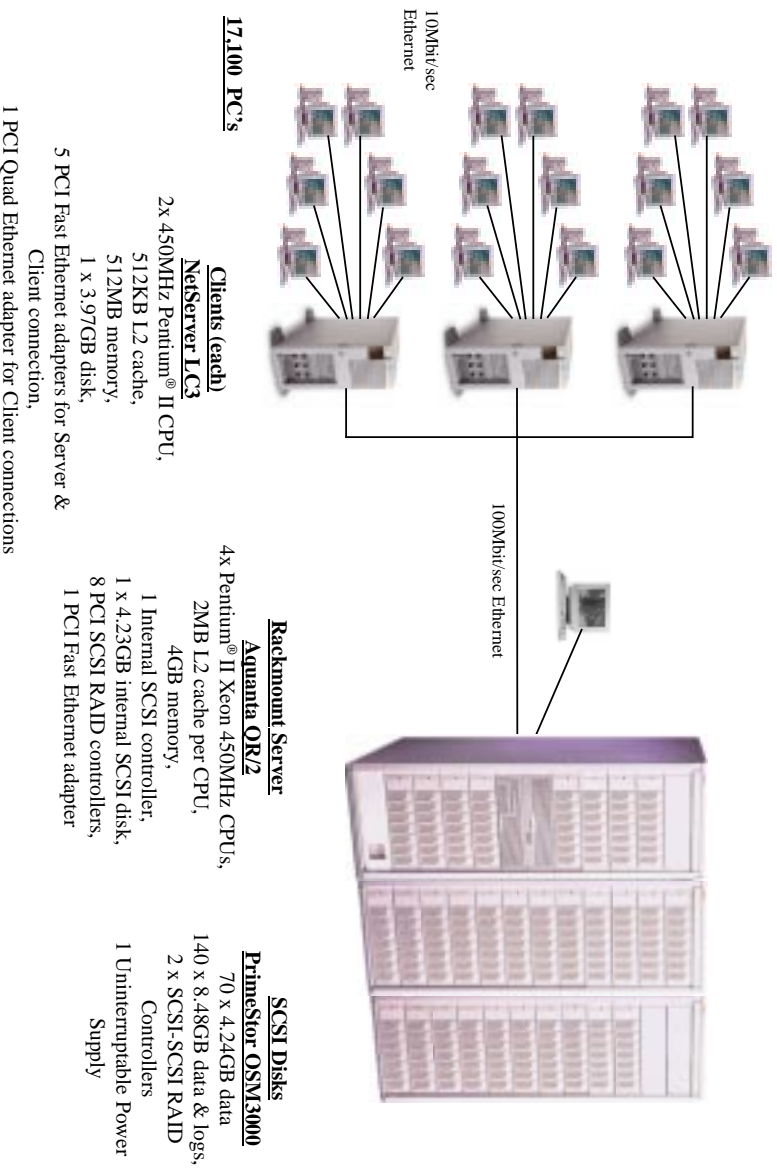 10Mbit/sec
Ethernet
17,100 PC's
100Mbit/sec Ethernet
Clients (each)
NetServer LC3
2x 450MHz Pentium® II CPU,
512KB L2 cache,
512MB memory,
1 x 3.97GB disk,
5 PCI Fast Ethernet adapters for Server &
Client connection,
1 PCI Quad Ethernet adapter for Client connections
Rackmount Server
Aquanta QR/2
4x Pentium® II Xeon 450MHz CPUs,
2MB L2 cache per CPU,
4GB memory,
1 Internal SCSI controller,
1 x 4.23GB internal SCSI disk,
8 PCI SCSI RAID controllers,
1 PCI Fast Ethernet adapter
SCSI Disks
PrimeStor OSM3000
70 x 4.24GB data
140 x 8.48GB data & logs,
2 x SCSI-SCSI RAID
Controllers
1 Uninterruptable Power
Supply